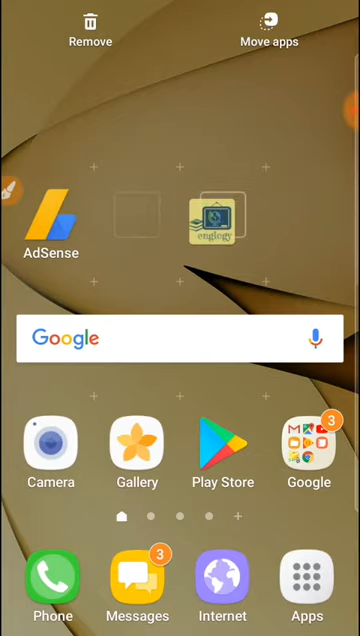 Remove
Move apps
englogy
AdSense
Google
3
Camera
Gallery
Play Store
Google
3
Phone
Messages
Internet
Apps